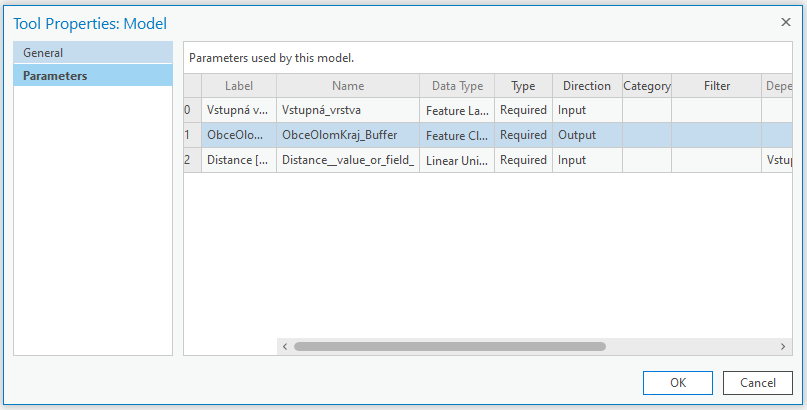 Tool Properties: Model
General
Parameters
Parameters used by this model.
Label Name Data Type Type Direction Category Filter Depe
0 Vstupná v... Vstupná_vrstva Feature La... Required Input
1 ObceOlo... ObceOlomKraj_Buffer Feature Cl... Required Output
2 Distance [... Distance__value_or_field_ Linear Uni... Required Input Vstup
OK Cancel